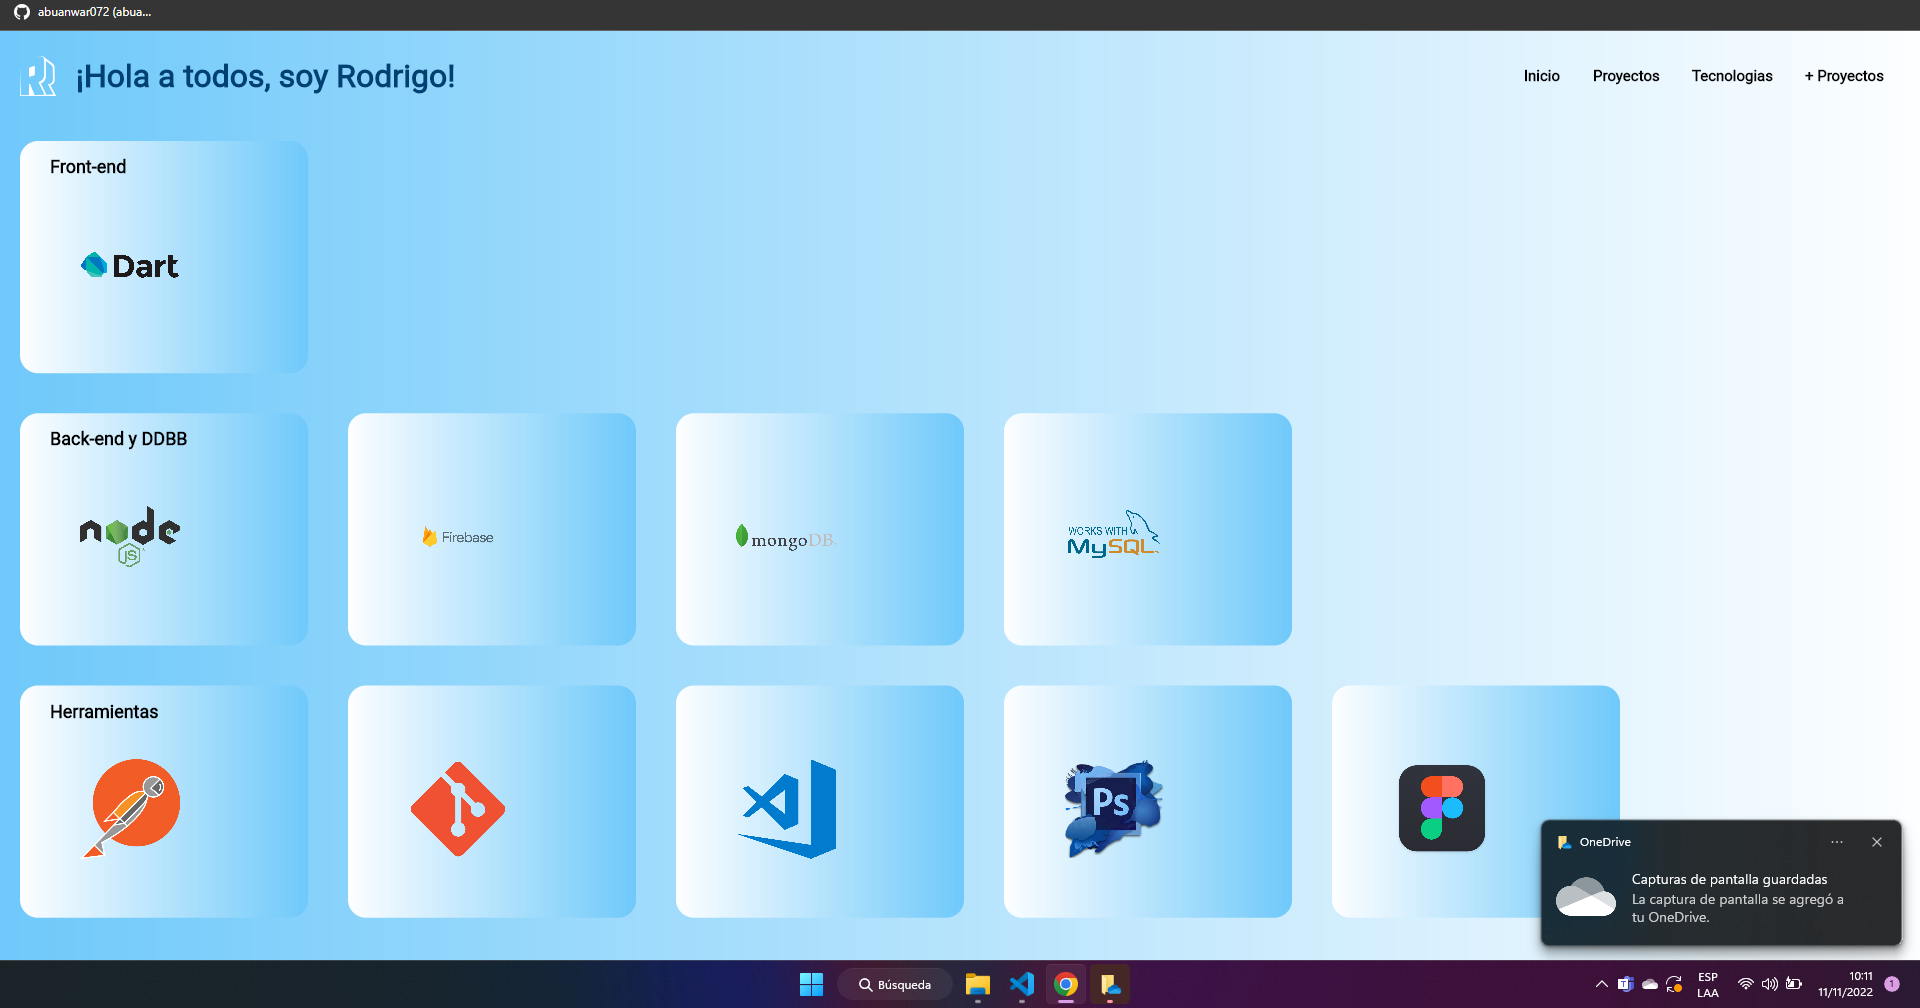 abuanwar072 (abua...
¡Hola a todos, soy Rodrigo!
Inicio
Proyectos
Tecnologias
+ Proyectos
Front-end
Dart
Back-end y DDBB
node
JS
Firebase
mongoDB
WORKS WITH
MySQL
Herramientas
Ps
OneDrive
Capturas de pantalla guardadas
La captura de pantalla se agregó a
tu OneDrive.
Búsqueda
ESP
LAA
10:11
11/11/2022
1